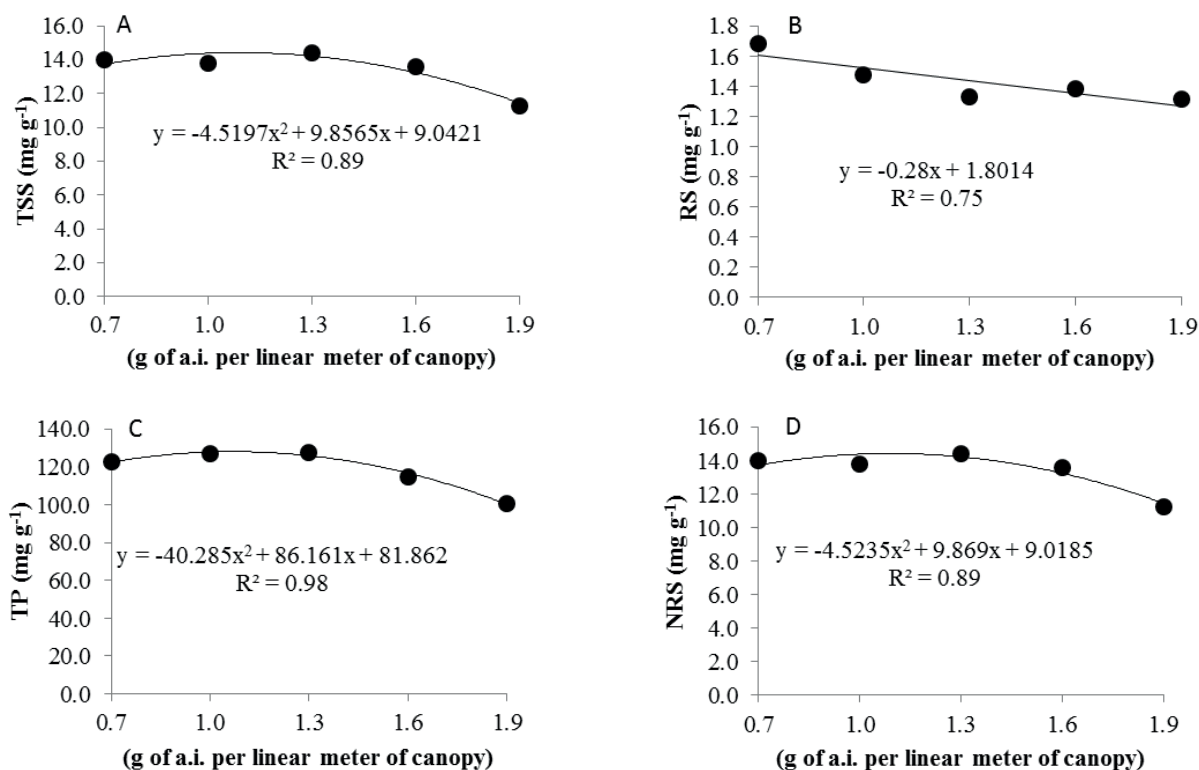 A
TSS (mg g⁻¹)
16.0
14.0
12.0
10.0
8.0
6.0
4.0
2.0
0.0
y = -4.5197x² + 9.8565x + 9.0421
R² = 0.89
0.7 1.0 1.3 1.6 1.9
(g of a.i. per linear meter of canopy)
B
RS (mg g⁻¹)
1.8
1.6
1.4
1.2
1.0
0.8
0.6
0.4
0.2
0.0
y = -0.28x + 1.8014
R² = 0.75
0.7 1.0 1.3 1.6 1.9
(g of a.i. per linear meter of canopy)
C
TP (mg g⁻¹)
140.0
120.0
100.0
80.0
60.0
40.0
20.0
0.0
y = -40.285x² + 86.161x + 81.862
R² = 0.98
0.7 1.0 1.3 1.6 1.9
(g of a.i. per linear meter of canopy)
D
NRS (mg g⁻¹)
16.0
14.0
12.0
10.0
8.0
6.0
4.0
2.0
0.0
y = -4.5235x² + 9.869x + 9.0185
R² = 0.89
0.7 1.0 1.3 1.6 1.9
(g of a.i. per linear meter of canopy)